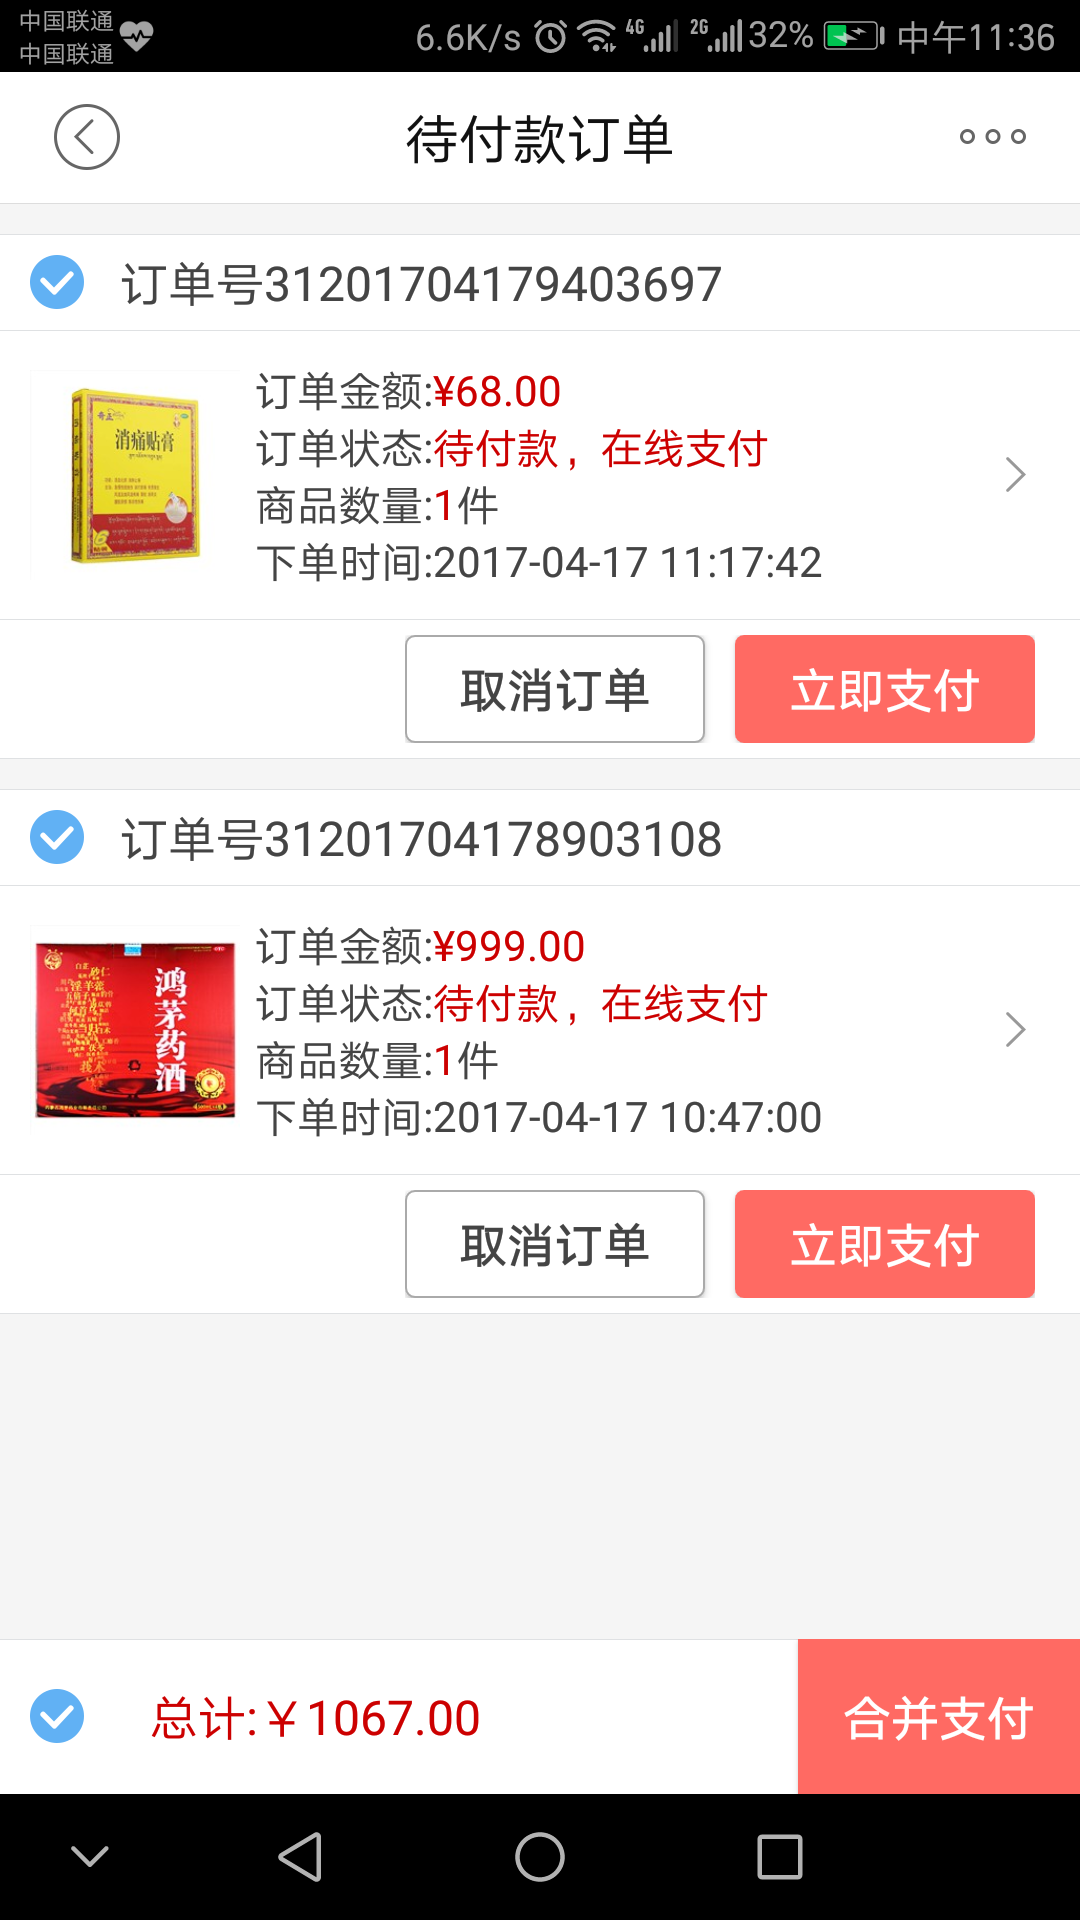 中国联通
中国联通
6.6K/s 4G 2G 32% 中午11:36
待付款订单
订单号31201704179403697
奇正
消痛贴膏
订单金额:¥68.00
订单状态:待付款，在线支付
商品数量:1件
下单时间:2017-04-17 11:17:42
取消订单 立即支付
订单号31201704178903108
鸿茅药酒
订单金额:¥999.00
订单状态:待付款，在线支付
商品数量:1件
下单时间:2017-04-17 10:47:00
取消订单 立即支付
总计:￥1067.00 合并支付